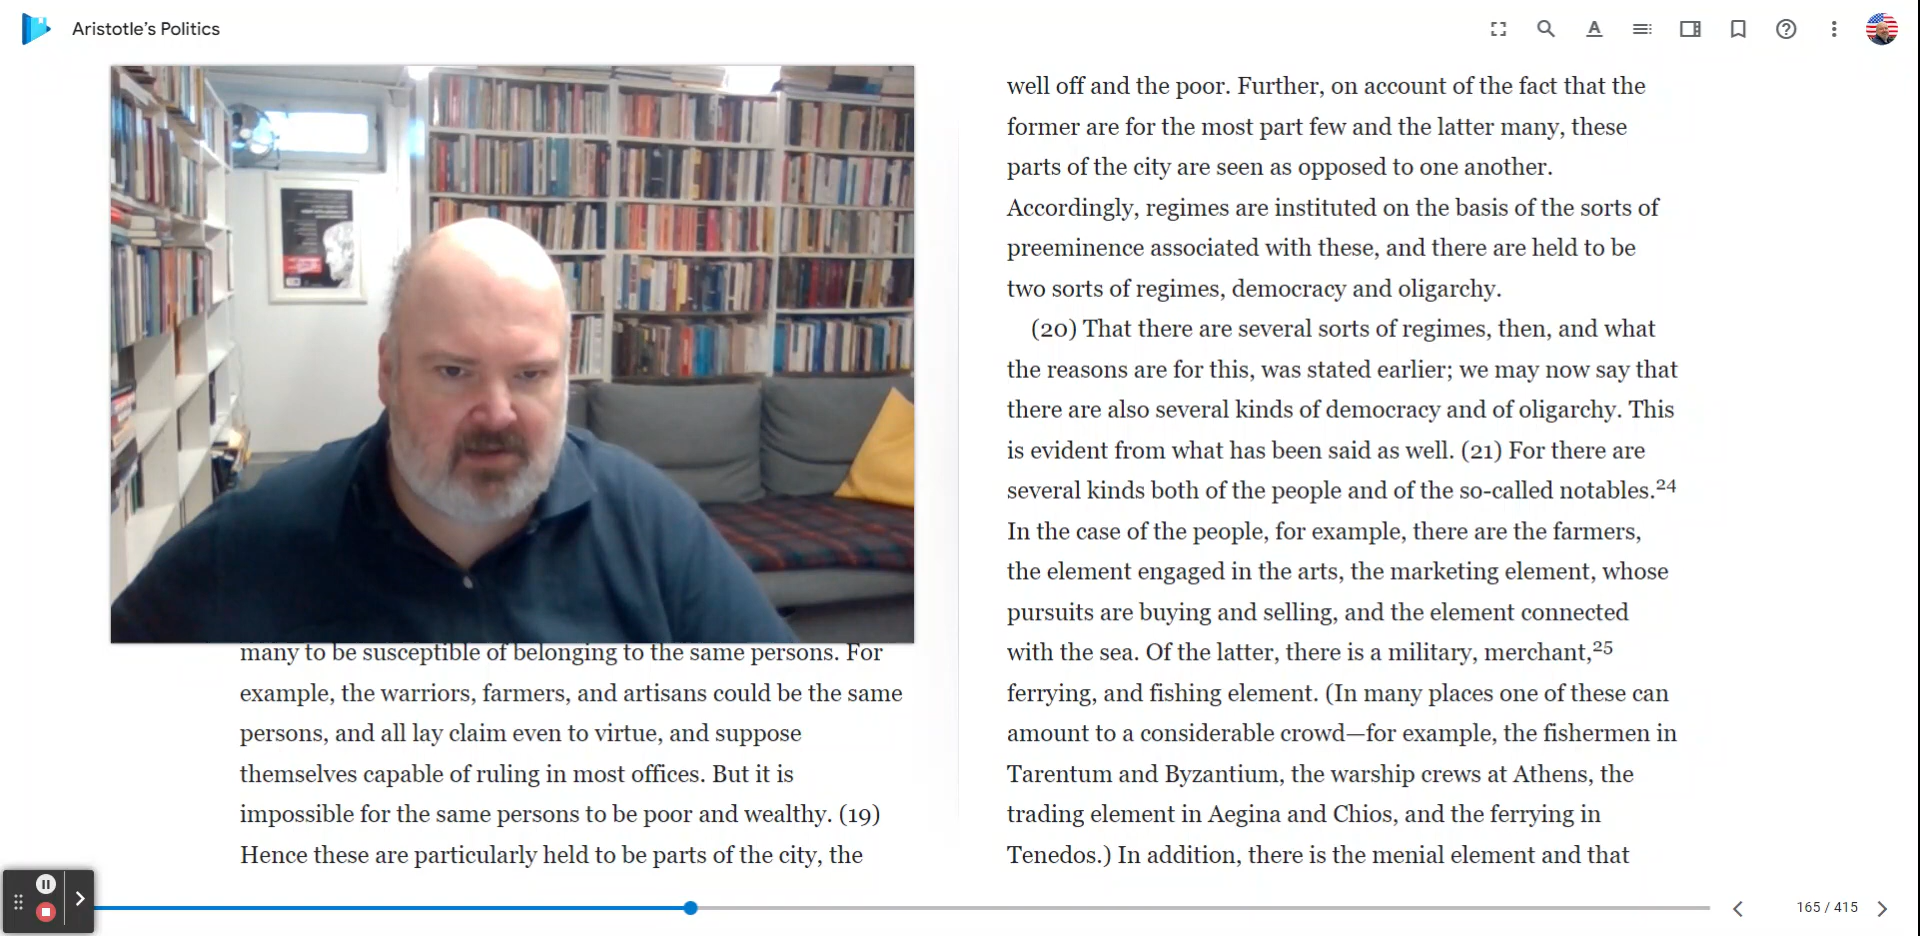 Aristotle’s Politics
many to be susceptible of belonging to the same persons. For
example, the warriors, farmers, and artisans could be the same
persons, and all lay claim even to virtue, and suppose
themselves capable of ruling in most offices. But it is
impossible for the same persons to be poor and wealthy. (19)
Hence these are particularly held to be parts of the city, the
well off and the poor. Further, on account of the fact that the
former are for the most part few and the latter many, these
parts of the city are seen as opposed to one another.
Accordingly, regimes are instituted on the basis of the sorts of
preeminence associated with these, and there are held to be
two sorts of regimes, democracy and oligarchy.
(20) That there are several sorts of regimes, then, and what
the reasons are for this, was stated earlier; we may now say that
there are also several kinds of democracy and of oligarchy. This
is evident from what has been said as well. (21) For there are
several kinds both of the people and of the so-called notables.24
In the case of the people, for example, there are the farmers,
the element engaged in the arts, the marketing element, whose
pursuits are buying and selling, and the element connected
with the sea. Of the latter, there is a military, merchant,25
ferrying, and fishing element. (In many places one of these can
amount to a considerable crowd—for example, the fishermen in
Tarentum and Byzantium, the warship crews at Athens, the
trading element in Aegina and Chios, and the ferrying in
Tenedos.) In addition, there is the menial element and that
165 / 415